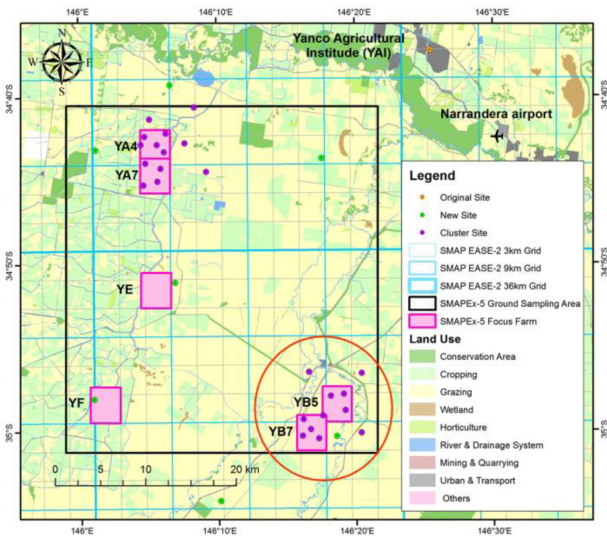 146°E
146°10'E
146°20'E
146°30'E
Yanco Agricultural
Institute (YAI)
N
W
E
S
34°40'S
34°40'S
Narrandera airport
YA4
YA7
YE
YF
YB5
YB7
34°50'S
34°50'S
35°S
35°S
Legend
Original Site
New Site
Cluster Site
SMAP EASE-2 3km Grid
SMAP EASE-2 9km Grid
SMAP EASE-2 36km Grid
SMAPEx-5 Ground Sampling Area
SMAPEx-5 Focus Farm
Land Use
Conservation Area
Cropping
Grazing
Wetland
Horticulture
River & Drainage System
Mining & Quarrying
Urban & Transport
Others
0 5 10 20 km
146°E
146°10'E
146°20'E
146°30'E